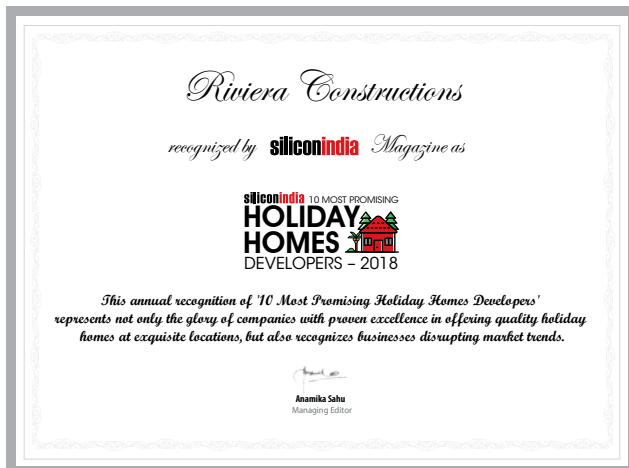 Riviera Constructions
recognized by siliconindia Magazine as
siliconindia 10 MOST PROMISING
HOLIDAY
HOMES
DEVELOPERS – 2018
This annual recognition of '10 Most Promising Holiday Homes Developers'
represents not only the glory of companies with proven excellence in offering quality holiday
homes at exquisite locations, but also recognizes businesses disrupting market trends.
Anamika Sahu
Managing Editor